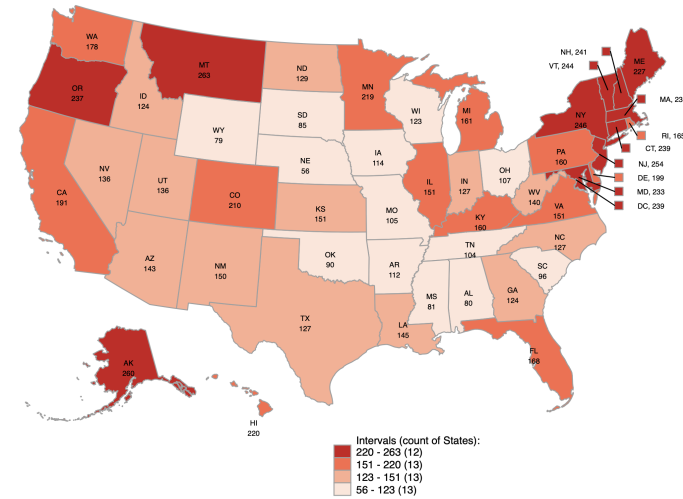 WA
178
MT
263
ND
129
MN
219
NH, 241
VT, 244
ME
227
OR
237
ID
124
SD
85
WI
123
MI
161
NY
246
MA, 23
RI, 165
CT, 239
WY
79
NE
56
IA
114
PA
160
NJ, 254
DE, 199
MD, 233
DC, 239
NV
136
UT
136
CA
191
CO
210
KS
151
MO
105
IL
151
IN
127
OH
107
WV
140
VA
151
KY
160
NC
127
TN
104
AZ
143
NM
150
OK
90
AR
112
SC
96
MS
81
AL
80
GA
124
TX
127
LA
145
FL
168
AK
260
HI
220
Intervals (count of States):
220 - 263 (12)
151 - 220 (13)
123 - 151 (13)
56 - 123 (13)